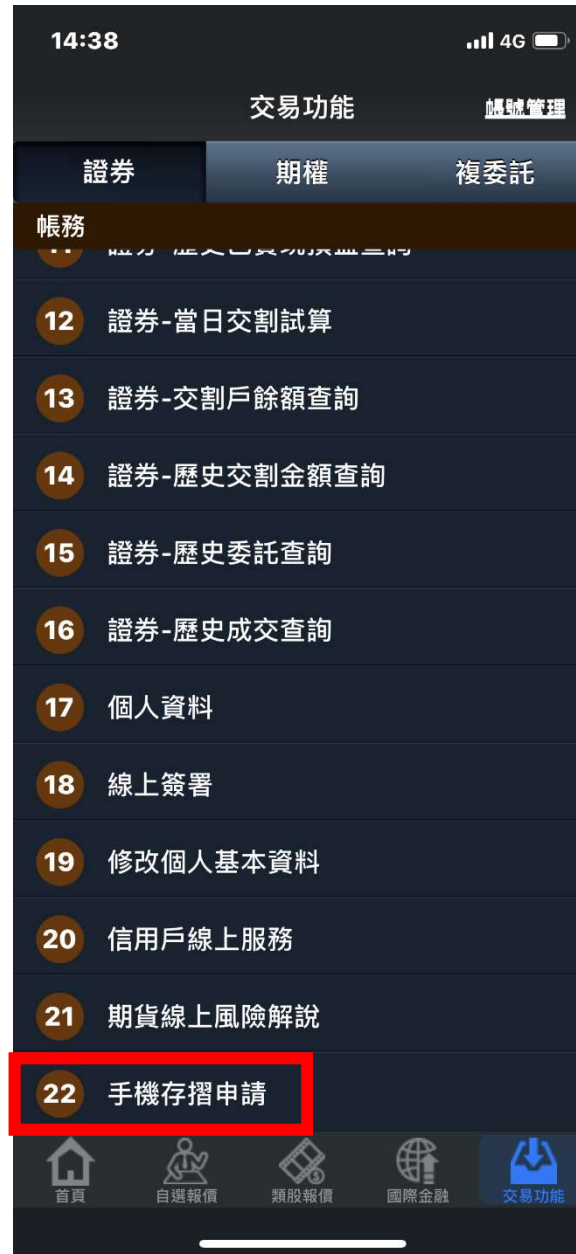 14:38
4G
交易功能
帳號管理
證券
期權
複委託
帳務
12 證券-當日交割試算
13 證券-交割戶餘額查詢
14 證券-歷史交割金額查詢
15 證券-歷史委託查詢
16 證券-歷史成交查詢
17 個人資料
18 線上簽署
19 修改個人基本資料
20 信用戶線上服務
21 期貨線上風險解說
22 手機存摺申請
首頁
自選報價
類股報價
國際金融
交易功能